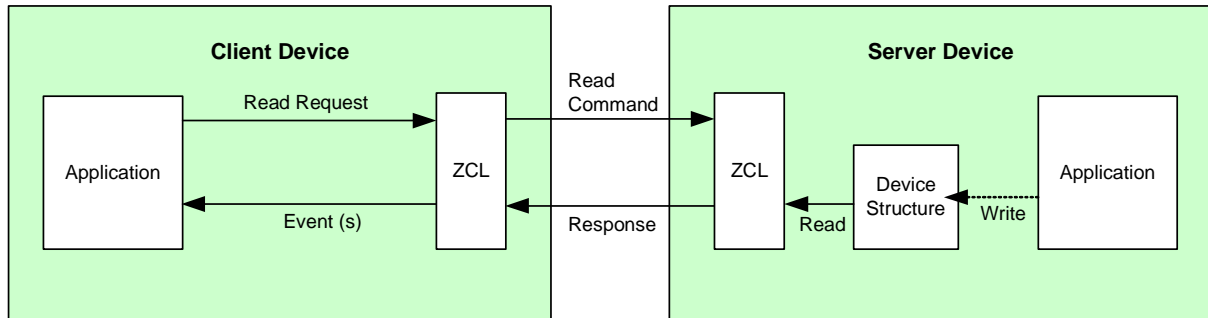 Client Device
Read Request
Application
ZCL
Event (s)
Read
Command
Response
Server Device
ZCL
Read
Device
Structure
Write
Application